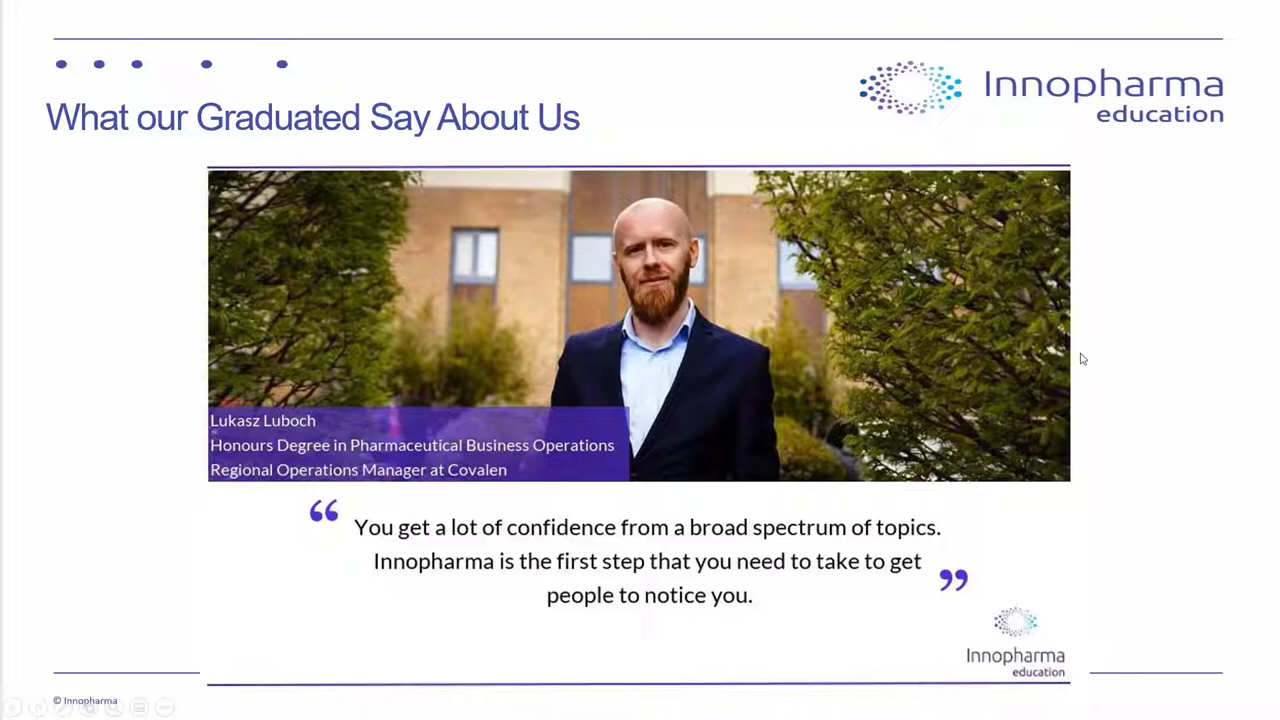 Innopharma
education
What our Graduated Say About Us
Lukasz Luboch
Honours Degree in Pharmaceutical Business Operations
Regional Operations Manager at Covalen
“ You get a lot of confidence from a broad spectrum of topics.
Innopharma is the first step that you need to take to get
people to notice you. ”
Innopharma
education
© Innopharma